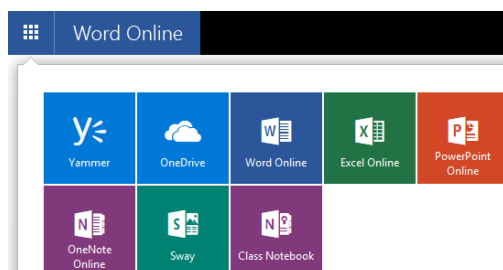 Word Online
Yammer
OneDrive
Word Online
Excel Online
PowerPoint
Online
OneNote
Online
Sway
Class Notebook